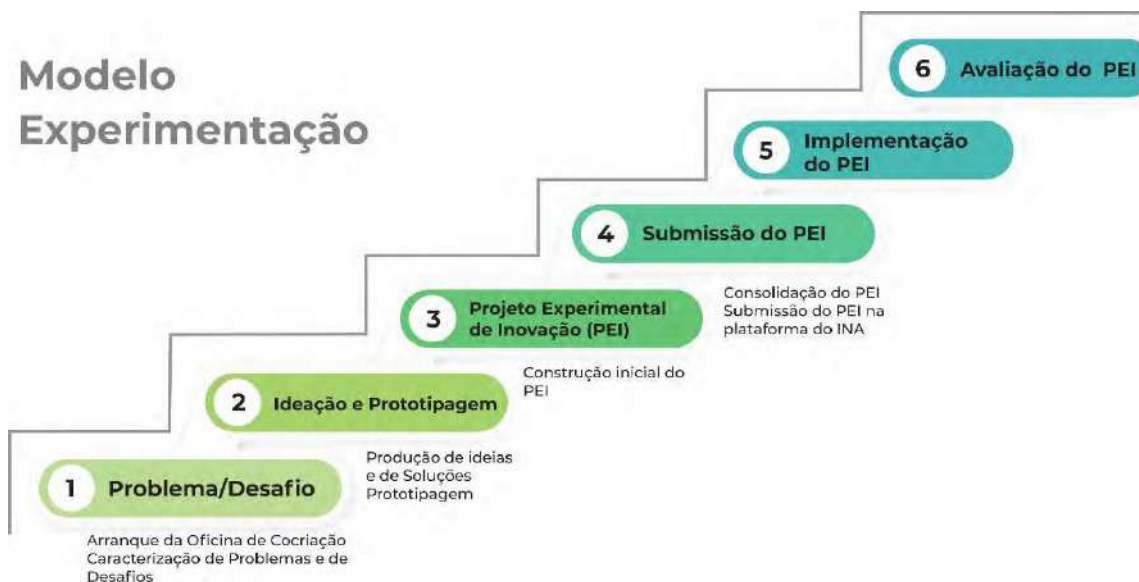 Modelo
Experimentação
6 Avaliação do PEI
5 Implementação
do PEI
4 Submissão do PEI
Consolidação do PEI
Submissão do PEI na
plataforma do INA
3 Projeto Experimental
de Inovação (PEI)
Construção inicial do
PEI
2 Ideação e Prototipagem
Produção de ideias
e de Soluções
Prototipagem
1 Problema/Desafio
Arranque da Oficina de Cocriação
Caracterização de Problemas e de
Desafios